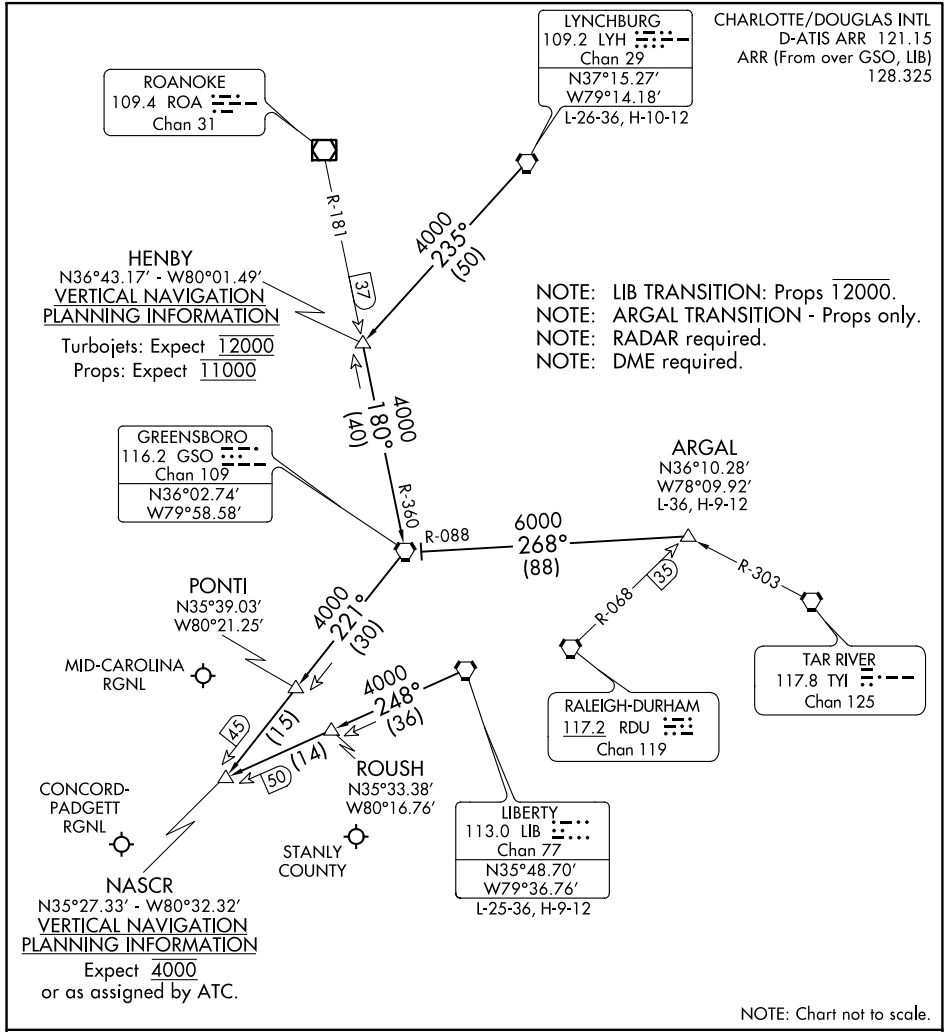 LYNCHBURG
109.2 LYH
Chan 29
N37°15.27'
W79°14.18'
L-26-36, H-10-12
CHARLOTTE/DOUGLAS INTL
D-ATIS ARR 121.15
ARR (From over GSO, LIB)
128.325
ROANOKE
109.4 ROA
Chan 31
R-181
37
4000
235°
(50)
HENBY
N36°43.17' - W80°01.49'
VERTICAL NAVIGATION
PLANNING INFORMATION
Turbojets: Expect 12000
Props: Expect 11000
NOTE: LIB TRANSITION: Props 12000.
NOTE: ARGAL TRANSITION - Props only.
NOTE: RADAR required.
NOTE: DME required.
4000
180°
(40)
R-360
GREENSBORO
116.2 GSO
Chan 109
N36°02.74'
W79°58.58'
ARGAL
N36°10.28'
W78°09.92'
L-36, H-9-12
R-088
6000
268°
(88)
R-068
35
R-303
TAR RIVER
117.8 TYI
Chan 125
RALEIGH-DURHAM
117.2 RDU
Chan 119
PONTI
N35°39.03'
W80°21.25'
4000
221°
(30)
MID-CAROLINA
RGNL
4000
248°
(36)
(15)
45
(14)
50
ROUSH
N35°33.38'
W80°16.76'
LIBERTY
113.0 LIB
Chan 77
N35°48.70'
W79°36.76'
L-25-36, H-9-12
CONCORD-
PADGETT
RGNL
STANLY
COUNTY
NASCR
N35°27.33' - W80°32.32'
VERTICAL NAVIGATION
PLANNING INFORMATION
Expect 4000
or as assigned by ATC.
NOTE: Chart not to scale.